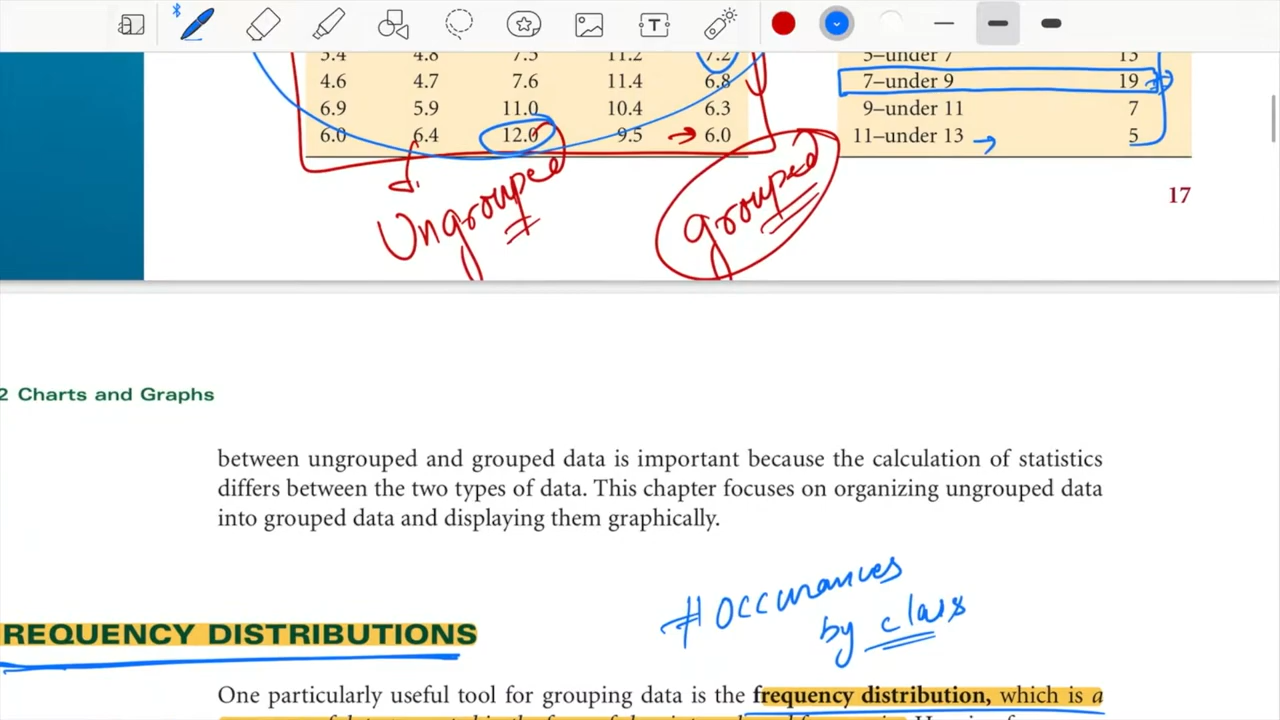 5.4 4.8 7.5 11.2 7.2 5–under 7 13
4.6 4.7 7.6 11.4 6.8 7–under 9 19
6.9 5.9 11.0 10.4 6.3 9–under 11 7
6.0 6.4 12.0 9.5 6.0 11–under 13 5
Ungrouped
grouped
17
2 Charts and Graphs
between ungrouped and grouped data is important because the calculation of statistics
differs between the two types of data. This chapter focuses on organizing ungrouped data
into grouped data and displaying them graphically.
# Occurances
by class
REQUENCY DISTRIBUTIONS
One particularly useful tool for grouping data is the frequency distribution, which is a